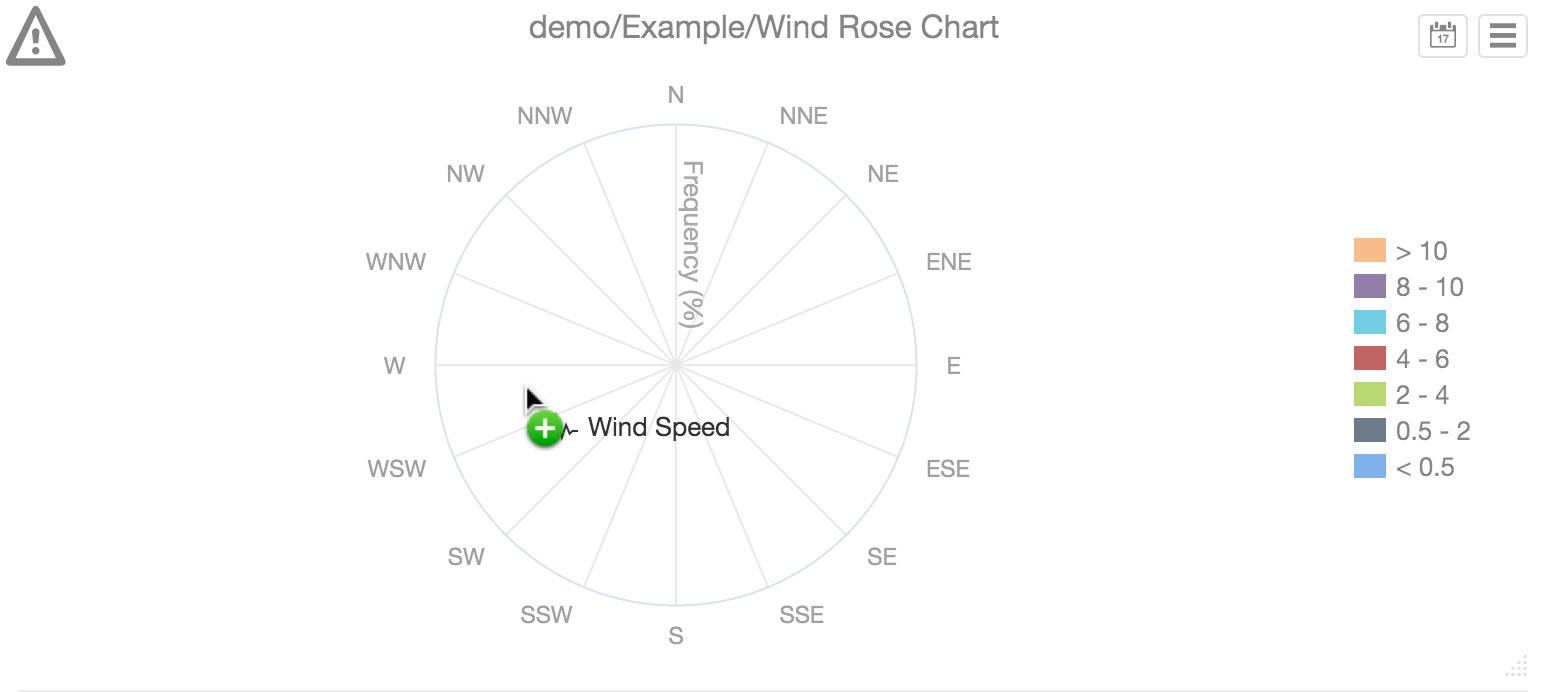 demo/Example/Wind Rose Chart
17
N
NNW
NNE
NW
NE
Frequency (%)
WNW
ENE
W
E
Wind Speed
WSW
ESE
SW
SE
SSW
SSE
S
> 10
8 - 10
6 - 8
4 - 6
2 - 4
0.5 - 2
< 0.5